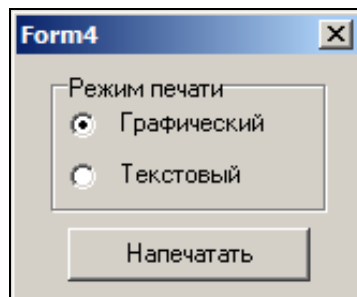 Form4
Режим печати
Графический
Текстовый
Напечатать